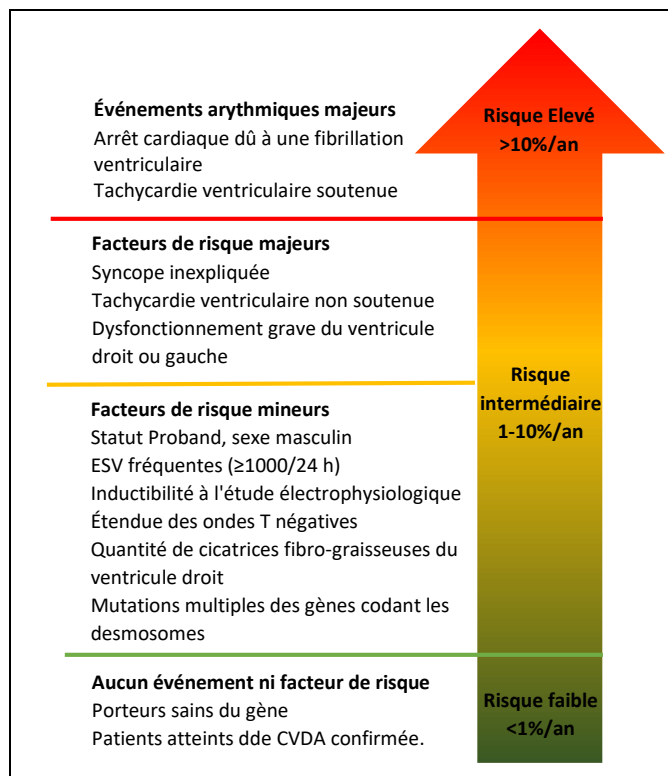 Événements arythmiques majeurs
Arrêt cardiaque dû à une fibrillation
ventriculaire
Tachycardie ventriculaire soutenue
Risque Elevé
>10%/an
Facteurs de risque majeurs
Syncope inexpliquée
Tachycardie ventriculaire non soutenue
Dysfonctionnement grave du ventricule
droit ou gauche
Risque
intermédiaire
1-10%/an
Facteurs de risque mineurs
Statut Proband, sexe masculin
ESV fréquentes (≥1000/24 h)
Inductibilité à l'étude électrophysiologique
Étendue des ondes T négatives
Quantité de cicatrices fibro-graisseuses du
ventricule droit
Mutations multiples des gènes codant les
desmosomes
Aucun événement ni facteur de risque
Porteurs sains du gène
Patients atteints dde CVDA confirmée.
Risque faible
<1%/an